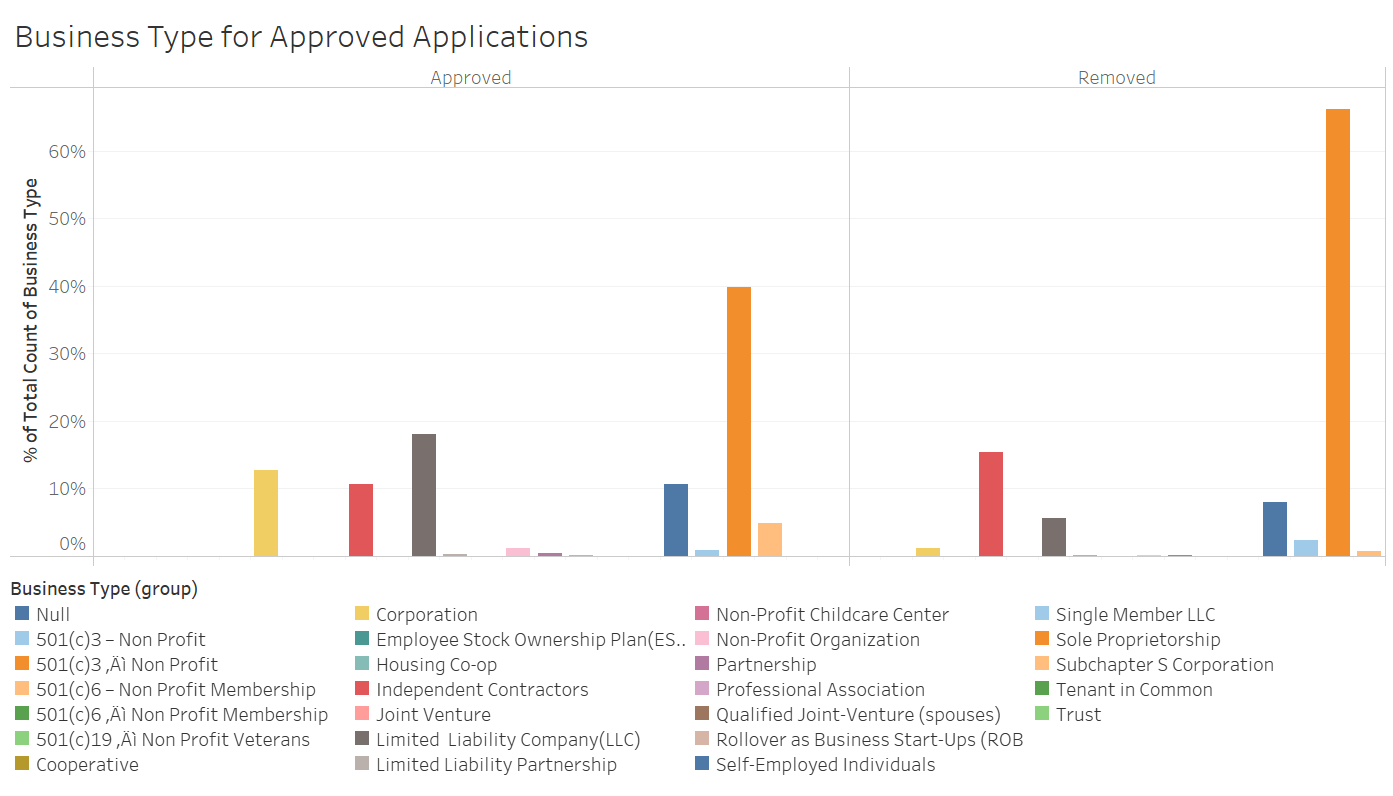 Business Type for Approved Applications
Approved
Removed
% of Total Count of Business Type
60%
50%
40%
30%
20%
10%
0%
Business Type (group)
Null
501(c)3 – Non Profit
501(c)3 ‚Äì Non Profit
501(c)6 – Non Profit Membership
501(c)6 ‚Äì Non Profit Membership
501(c)19 ‚Äì Non Profit Veterans
Cooperative
Corporation
Employee Stock Ownership Plan(ES..
Housing Co-op
Independent Contractors
Joint Venture
Limited  Liability Company(LLC)
Limited Liability Partnership
Non-Profit Childcare Center
Non-Profit Organization
Partnership
Professional Association
Qualified Joint-Venture (spouses)
Rollover as Business Start-Ups (ROB
Self-Employed Individuals
Single Member LLC
Sole Proprietorship
Subchapter S Corporation
Tenant in Common
Trust